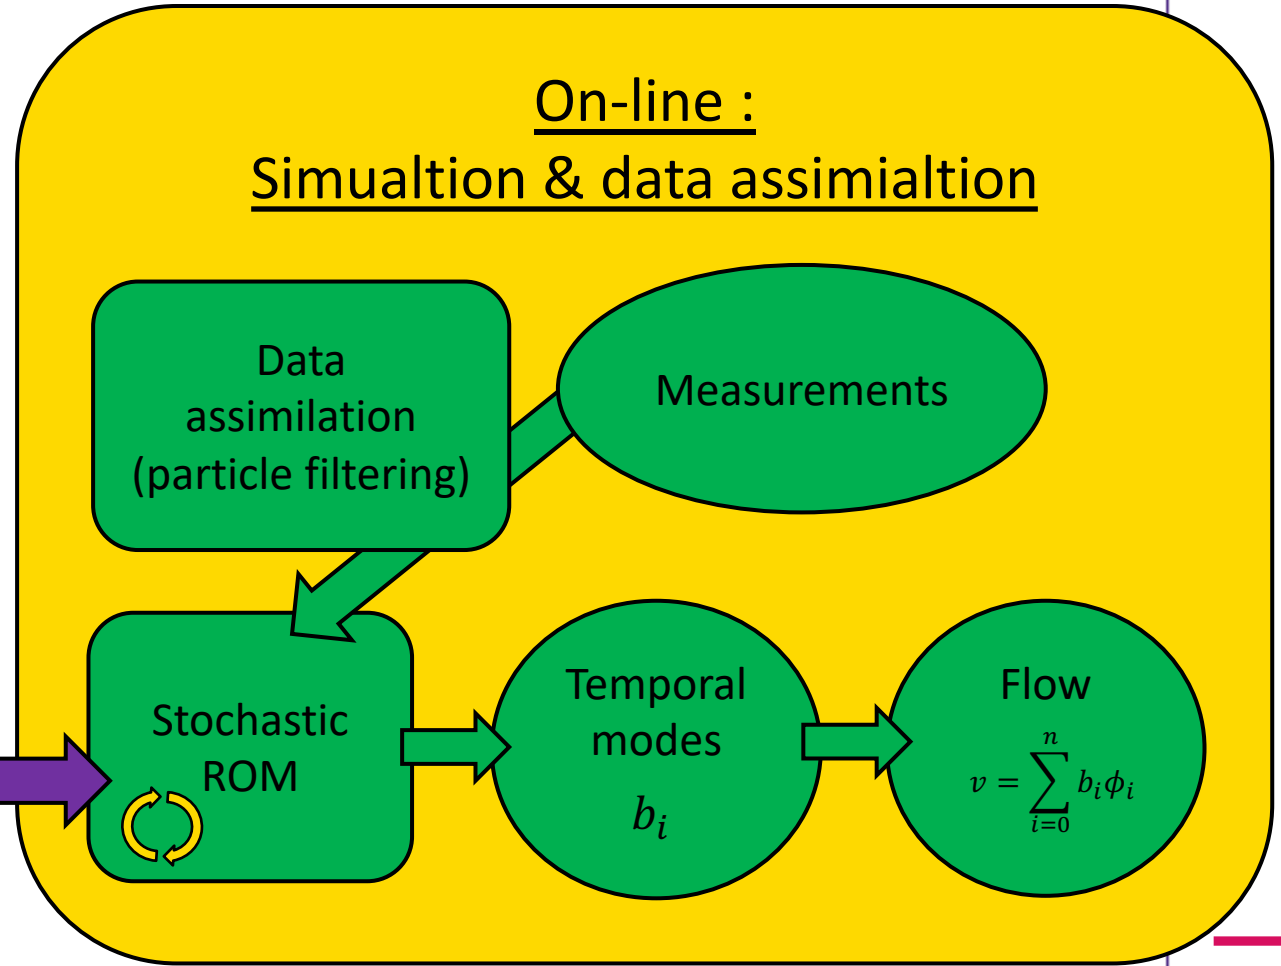 On-line :
Simualtion & data assimialtion
Data
assimilation
(particle filtering)
Measurements
Stochastic
ROM
Temporal
modes
b_i
Flow
v = \sum_{i=0}^{n} b_i \phi_i